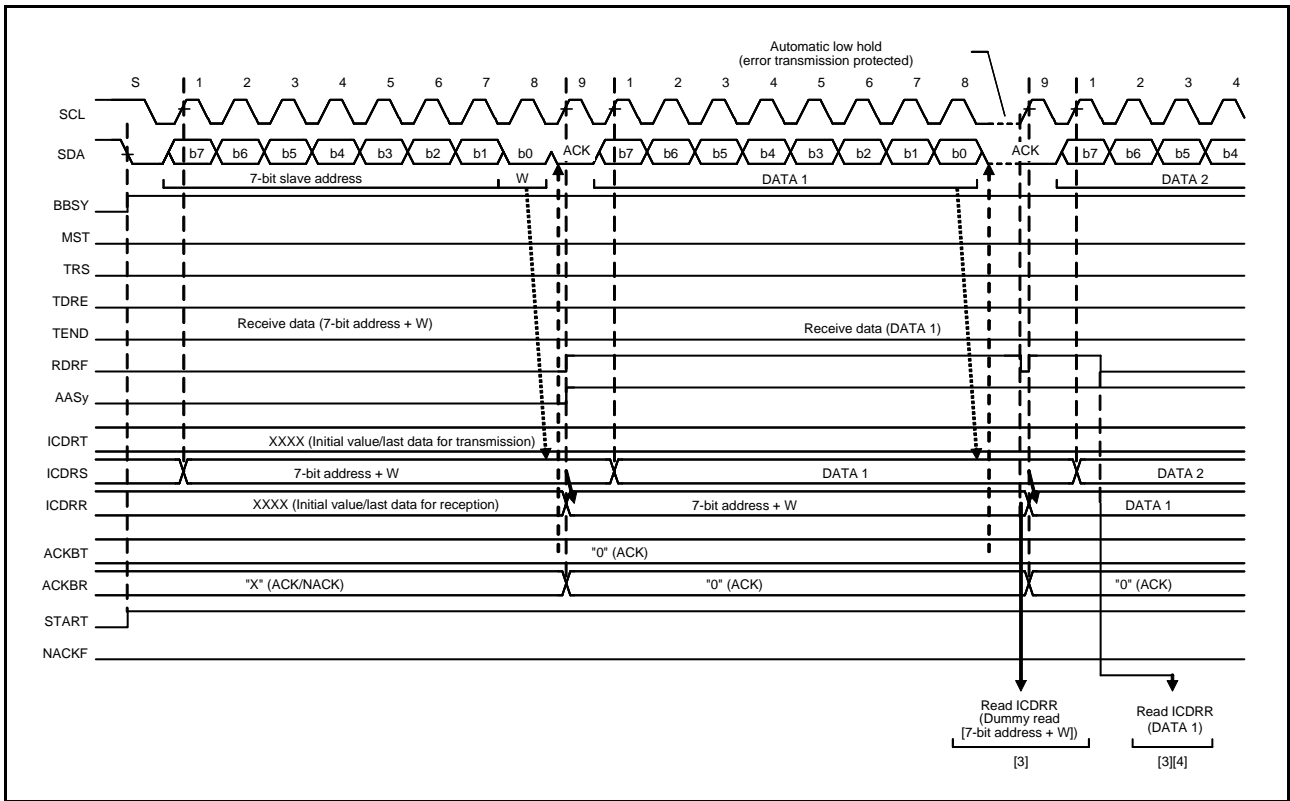 Automatic low hold
(error transmission protected)
S 1 2 3 4 5 6 7 8 9 1 2 3 4 5 6 7 8 9 1 2 3 4
SCL
SDA b7 b6 b5 b4 b3 b2 b1 b0 ACK b7 b6 b5 b4 b3 b2 b1 b0 ACK b7 b6 b5 b4
7-bit slave address W DATA 1 DATA 2
BBSY
MST
TRS
TDRE
Receive data (7-bit address + W) Receive data (DATA 1)
TEND
RDRF
AASy
ICDRT XXXX (Initial value/last data for transmission)
ICDRS 7-bit address + W DATA 1 DATA 2
ICDRR XXXX (Initial value/last data for reception) 7-bit address + W DATA 1
ACKBT "0" (ACK)
ACKBR "X" (ACK/NACK) "0" (ACK) "0" (ACK)
START
NACKF
Read ICDRR
(Dummy read
[7-bit address + W])
[3]
Read ICDRR
(DATA 1)
[3][4]